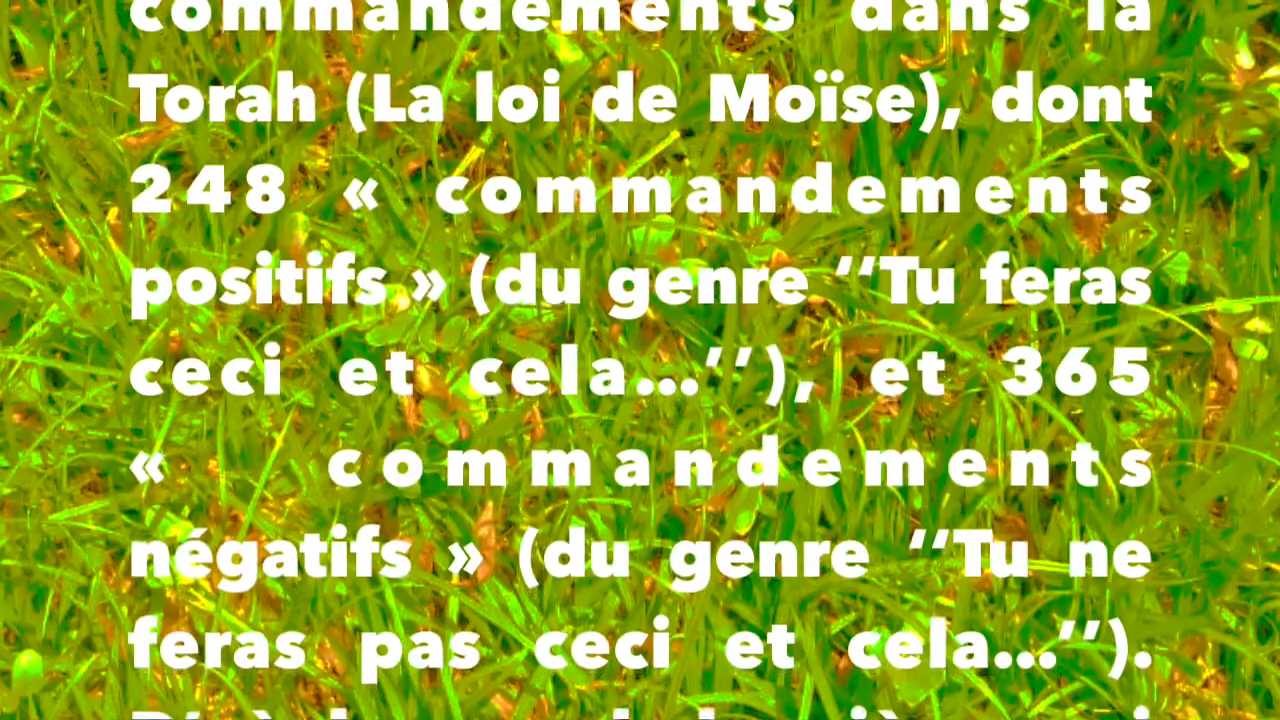 commandements dans la
Torah (La loi de Moïse), dont
248 « commandements
positifs » (du genre ‘‘Tu feras
ceci et cela...’’), et 365
« commandements
négatifs » (du genre ‘‘Tu ne
feras pas ceci et cela...’’).